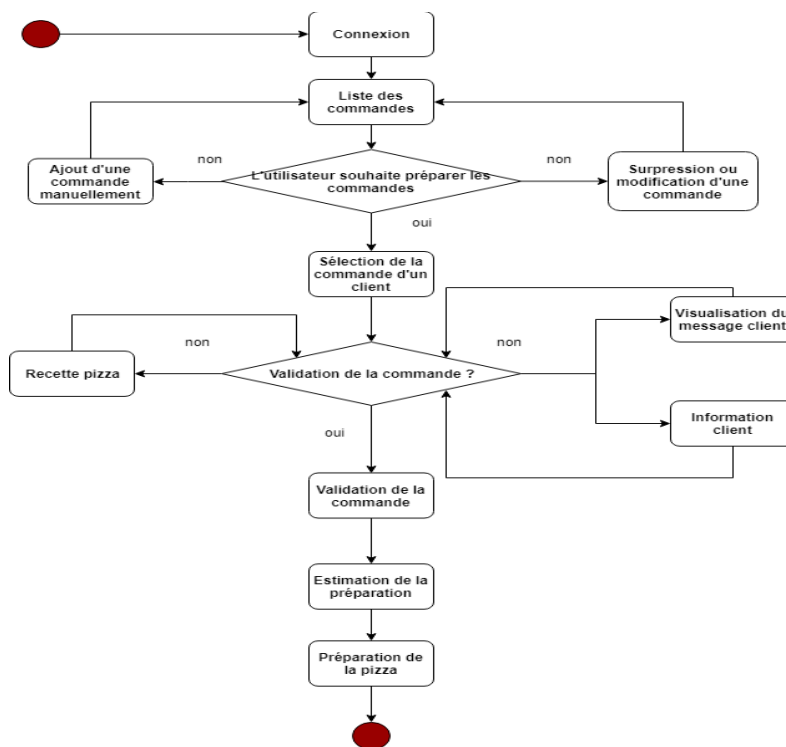 Connexion
Liste des
commandes
non
non
Ajout d'une
commande
manuellement
L'utilisateur souhaite préparer les
commandes
Surpression ou
modification d'une
commande
oui
Sélection de la
commande d'un
client
Visualisation du
message client
non
non
Recette pizza
Validation de la commande ?
Information
client
oui
Validation de la
commande
Estimation de la
préparation
Préparation de
la pizza